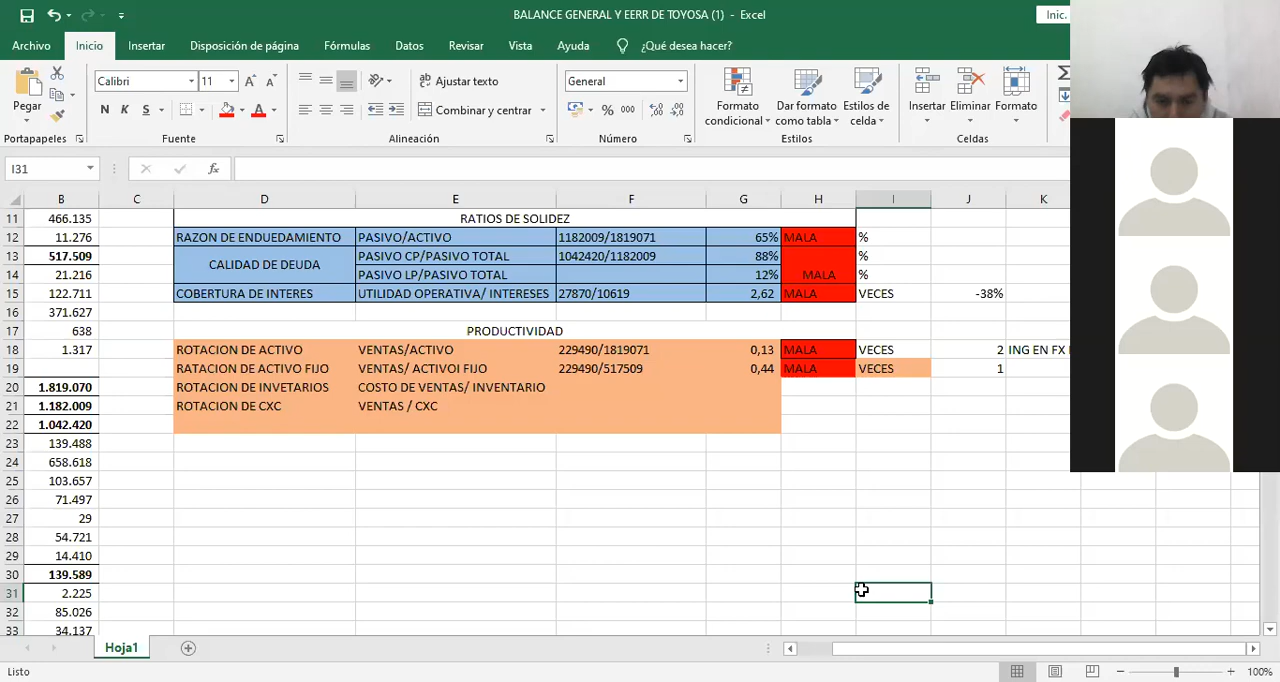 BALANCE GENERAL Y EERR DE TOYOSA (1) - Excel
Inic.
Archivo Inicio Insertar Disposición de página Fórmulas Datos Revisar Vista Ayuda ¿Qué desea hacer?
Pegar
Calibri 11
N K S
Ajustar texto
Combinar y centrar
General
% 000
Formato condicional
Dar formato como tabla
Estilos de celda
Insertar Eliminar Formato
Portapapeles Fuente Alineación Número Estilos Celdas
I31
fx
B C D E F G H I J K
11 466.135 RATIOS DE SOLIDEZ
12 11.276 RAZON DE ENDUEDAMIENTO PASIVO/ACTIVO 1182009/1819071 65% MALA %
13 517.509 CALIDAD DE DEUDA PASIVO CP/PASIVO TOTAL 1042420/1182009 88% %
14 21.216 PASIVO LP/PASIVO TOTAL 12% MALA %
15 122.711 COBERTURA DE INTERES UTILIDAD OPERATIVA/ INTERESES 27870/10619 2,62 MALA VECES -38%
16 371.627
17 638 PRODUCTIVIDAD
18 1.317 ROTACION DE ACTIVO VENTAS/ACTIVO 229490/1819071 0,13 MALA VECES 2 ING EN FX
19 RATACION DE ACTIVO FIJO VENTAS/ ACTIVOI FIJO 229490/517509 0,44 MALA VECES 1
20 1.819.070 ROTACION DE INVETARIOS COSTO DE VENTAS/ INVENTARIO
21 1.182.009 ROTACION DE CXC VENTAS / CXC
22 1.042.420
23 139.488
24 658.618
25 103.657
26 71.497
27 29
28 54.721
29 14.410
30 139.589
31 2.225
32 85.026
33 34.137
Hoja1
Listo
100%